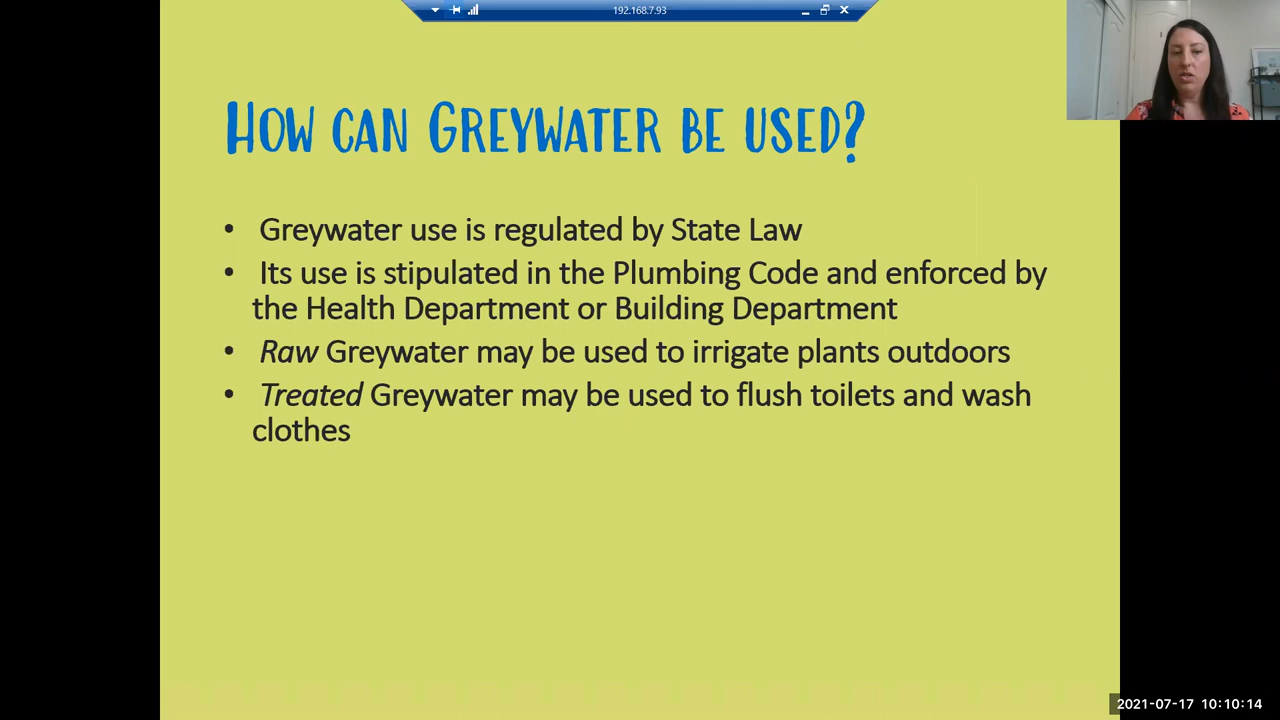 192.168.7.93
How can Greywater be used?
• Greywater use is regulated by State Law
• Its use is stipulated in the Plumbing Code and enforced by
the Health Department or Building Department
• Raw Greywater may be used to irrigate plants outdoors
• Treated Greywater may be used to flush toilets and wash
clothes
2021-07-17 10:10:14